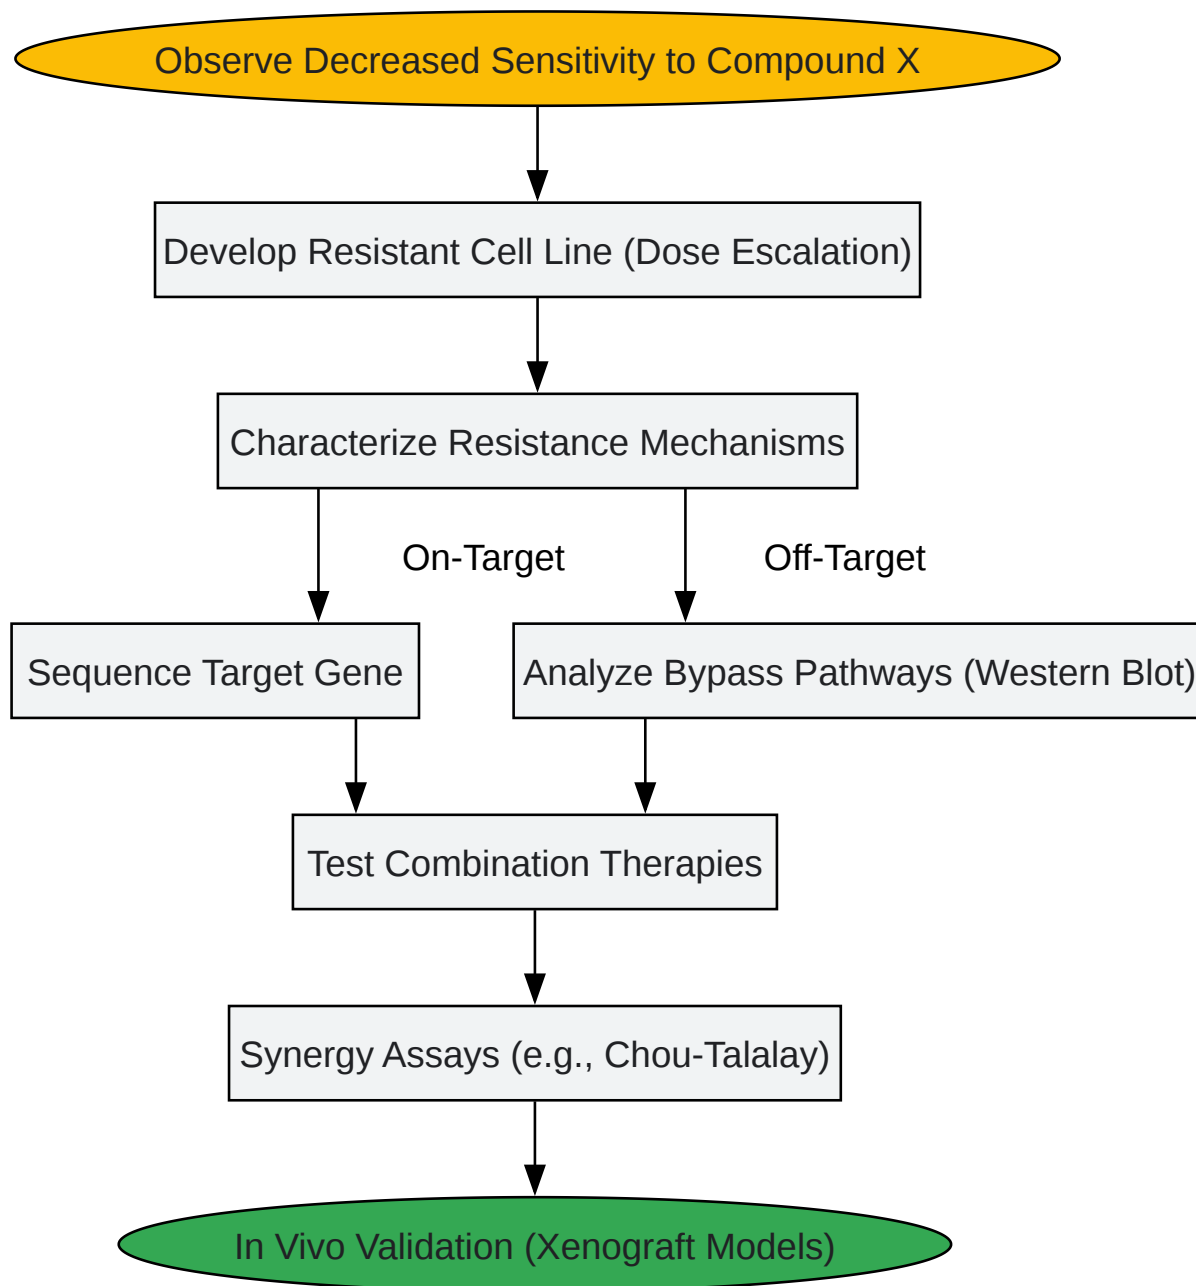 Observe Decreased Sensitivity to Compound X
Develop Resistant Cell Line (Dose Escalation)
Characterize Resistance Mechanisms
On-Target
Off-Target
Sequence Target Gene
Analyze Bypass Pathways (Western Blot)
Test Combination Therapies
Synergy Assays (e.g., Chou-Talalay)
In Vivo Validation (Xenograft Models)